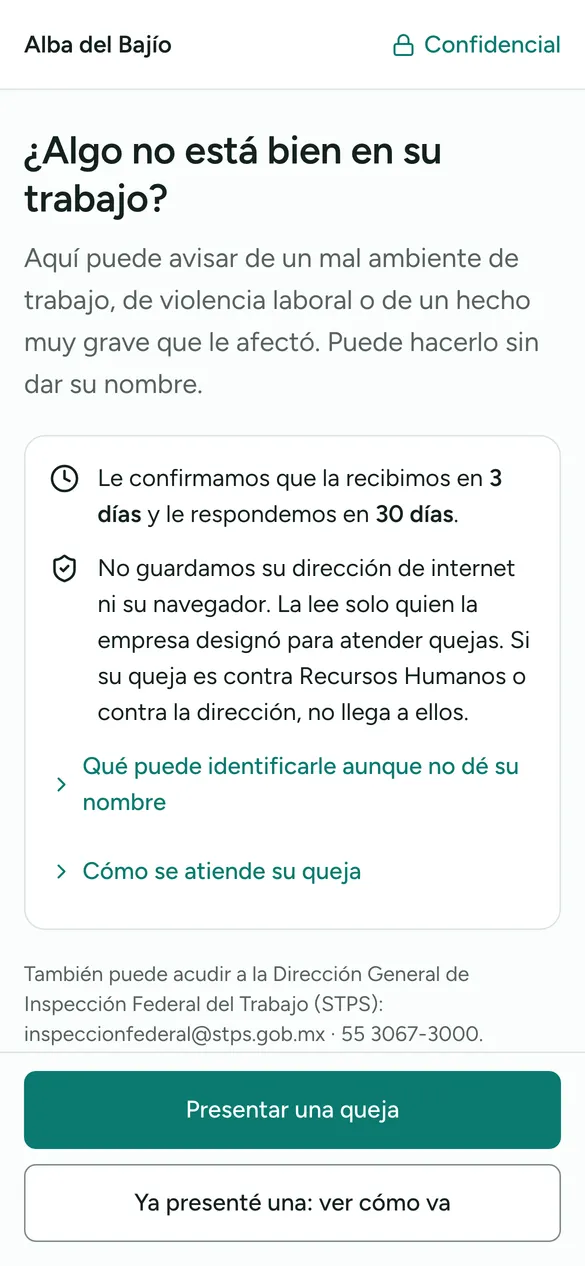 Alba del Bajío
Confidencial
¿Algo no está bien en su
trabajo?
Aquí puede avisar de un mal ambiente de
trabajo, de violencia laboral o de un hecho
muy grave que le afectó. Puede hacerlo sin
dar su nombre.
Le confirmamos que la recibimos en 3
días y le respondemos en 30 días.
No guardamos su dirección de internet
ni su navegador. La lee solo quien la
empresa designó para atender quejas. Si
su queja es contra Recursos Humanos o
contra la dirección, no llega a ellos.
Qué puede identificarle aunque no dé su
nombre
Cómo se atiende su queja
También puede acudir a la Dirección General de
Inspección Federal del Trabajo (STPS):
inspeccionfederal@stps.gob.mx · 55 3067-3000.
Presentar una queja
Ya presenté una: ver cómo va